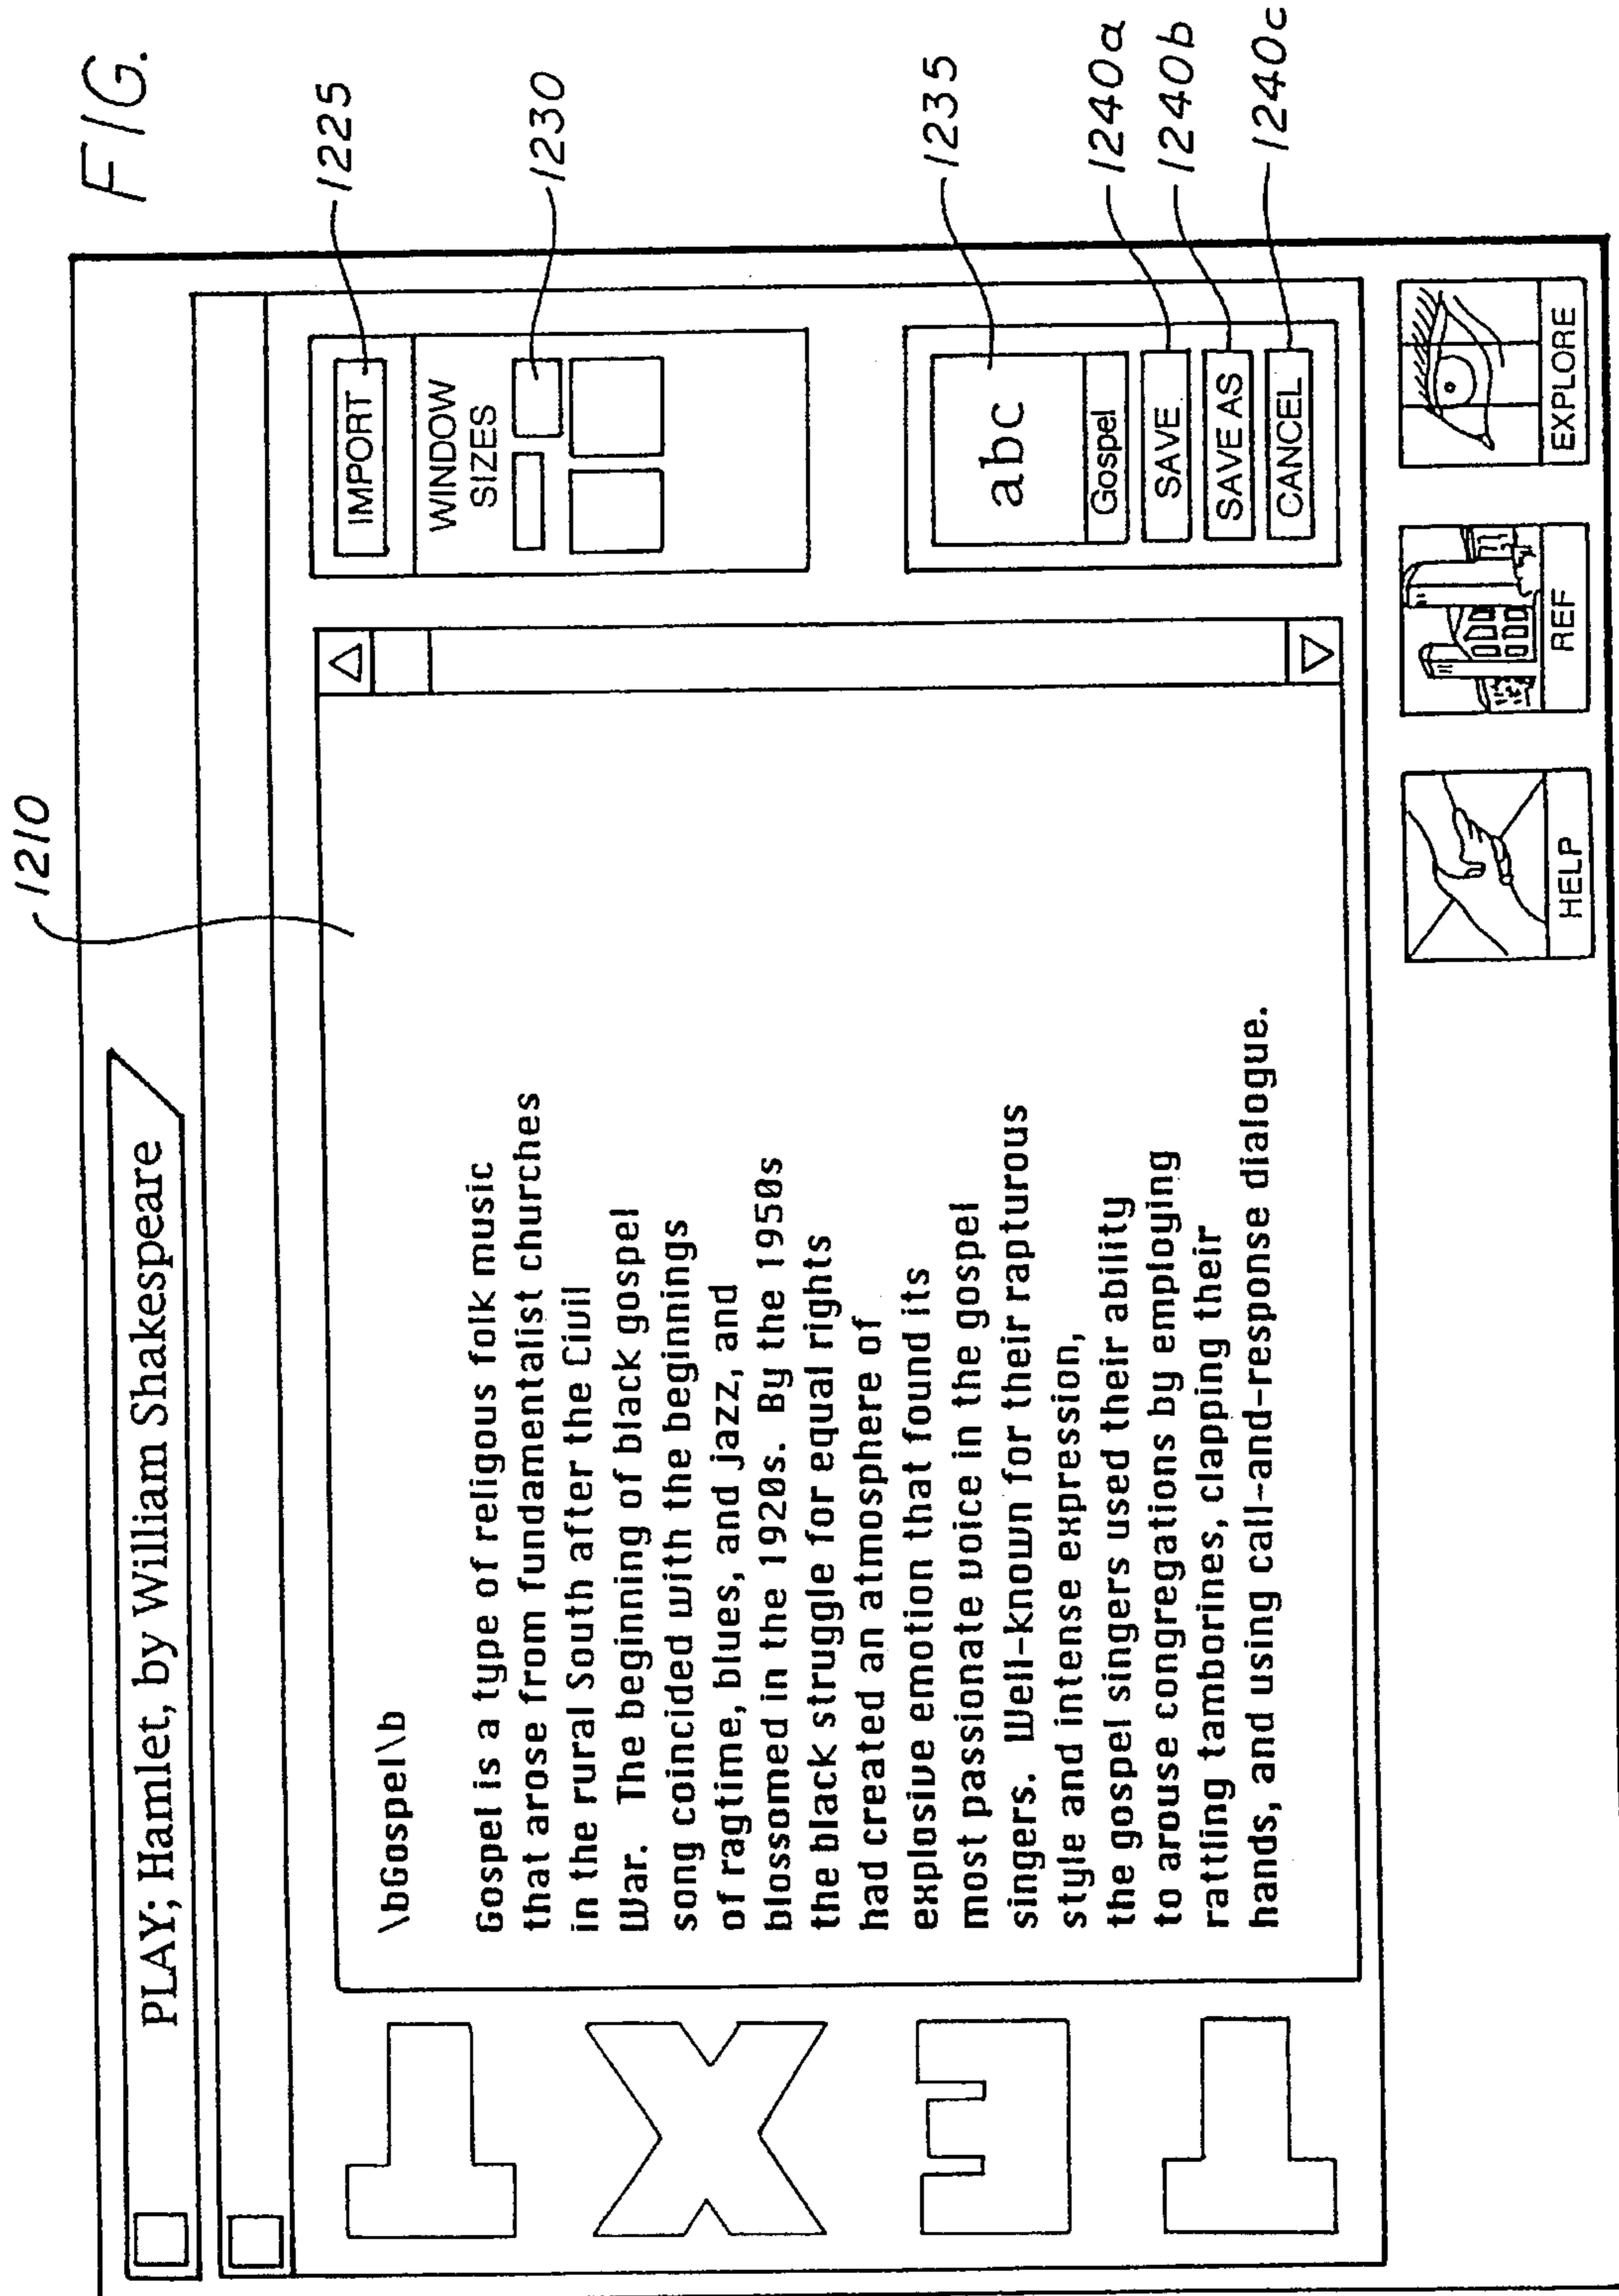 FIG.
1210
PLAY; Hamlet, by William Shakespeare
TEXT
\bGospel\b
Gospel is a type of religous folk music
that arose from fundamentalist churches
in the rural South after the Civil
War. The beginning of black gospel
song coincided with the beginnings
of ragtime, blues, and jazz, and
blossomed in the 1920s. By the 1950s
the black struggle for equal rights
had created an atmosphere of
explosive emotion that found its
most passionate voice in the gospel
singers. Well-known for their rapturous
style and intense expression,
the gospel singers used their ability
to arouse congregations by employing
rattling tamborines, clapping their
hands, and using call-and-response dialogue.
IMPORT
1225
WINDOW
SIZES
1230
abc
1235
Gospel
SAVE
1240a
SAVE AS
1240b
CANCEL
1240c
HELP
REF
EXPLORE